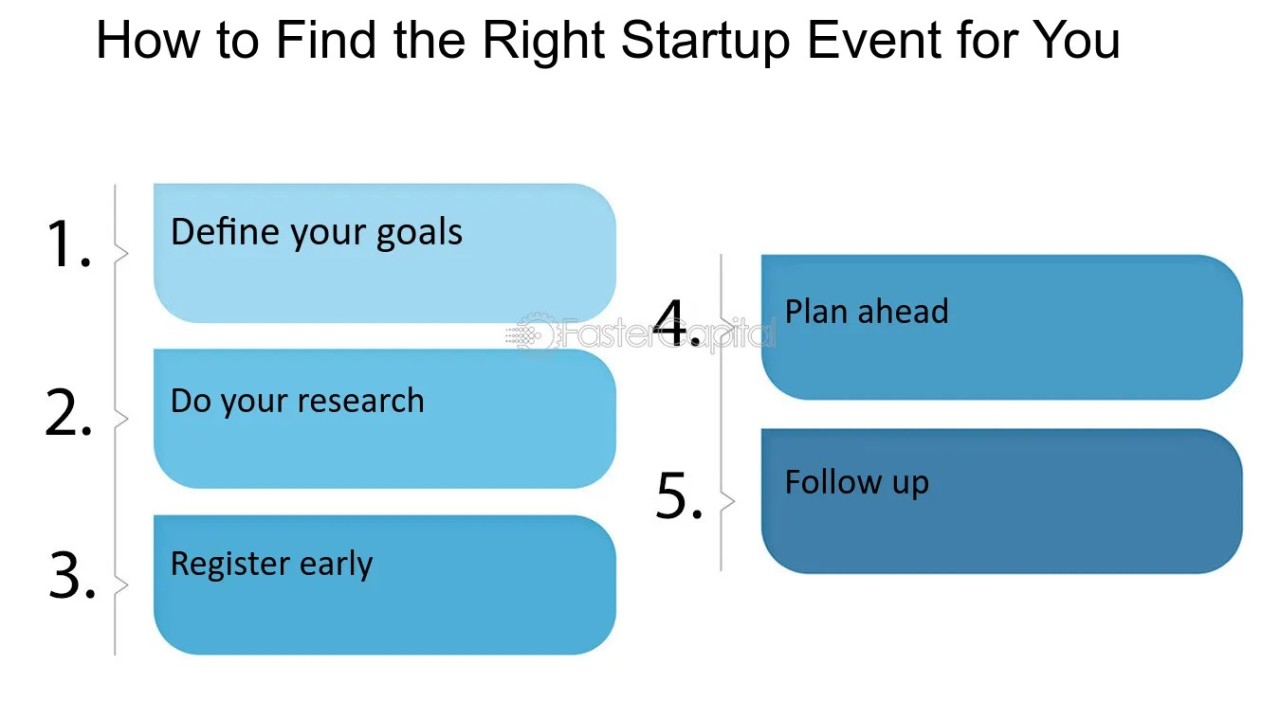 How to Find the Right Startup Event for You
1.
Define your goals
2.
Do your research
3.
Register early
4.
Plan ahead
5.
Follow up
FasterCapital